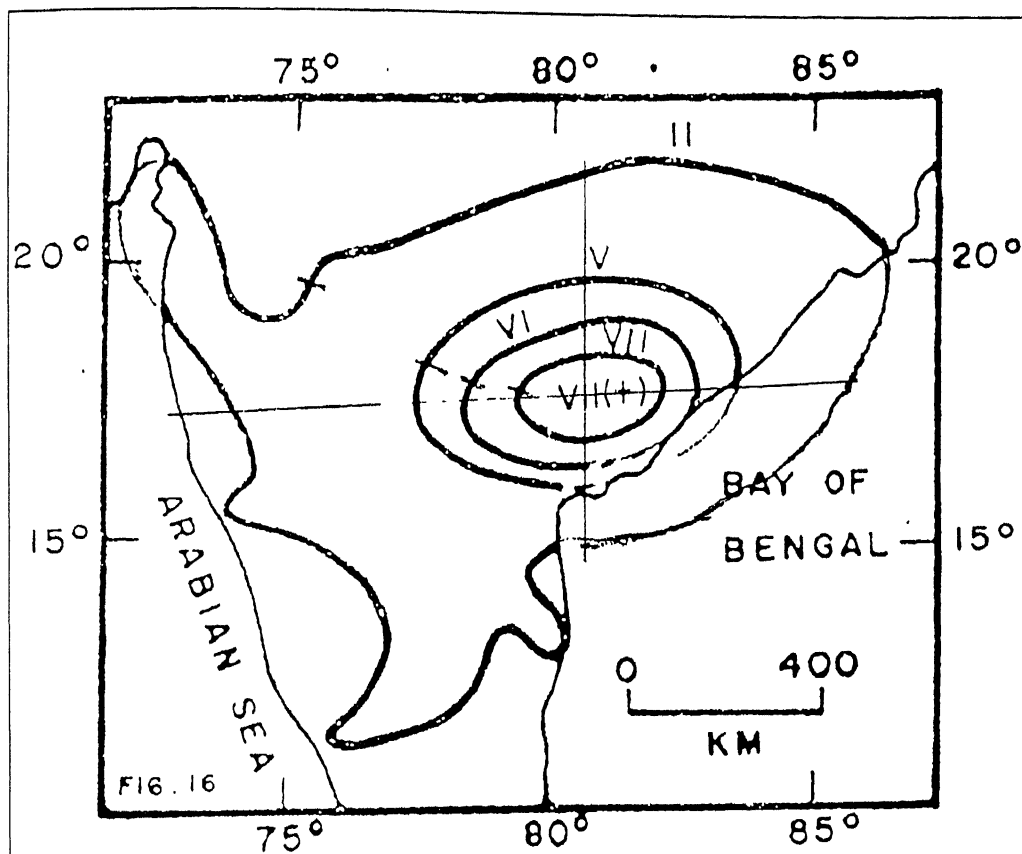 75° 80° 85°
II
20° 20°
V
VI
VII
VII(+)
BAY OF
15° BENGAL 15°
ARABIAN SEA
0 400
KM
FIG. 16
75° 80° 85°